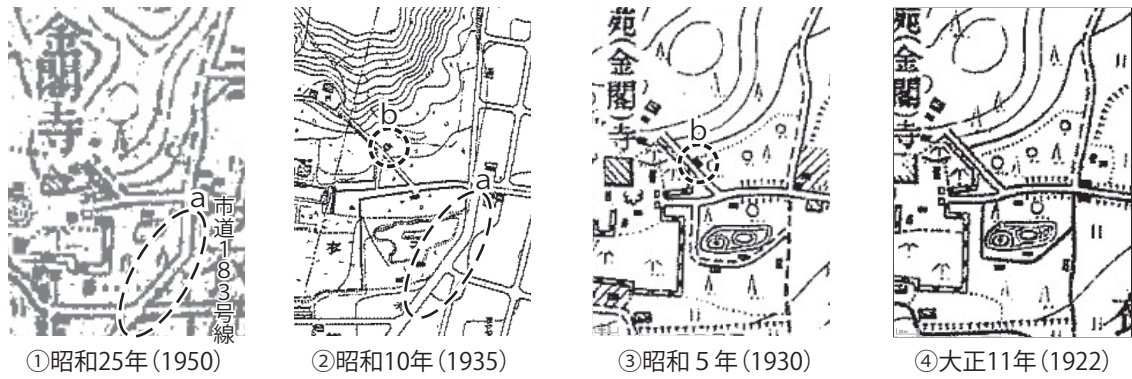 金閣寺
a
市道183号線
①昭和25年(1950)
b
a
②昭和10年(1935)
苑(金閣)寺
b
③昭和5年(1930)
苑(金閣)寺
④大正11年(1922)